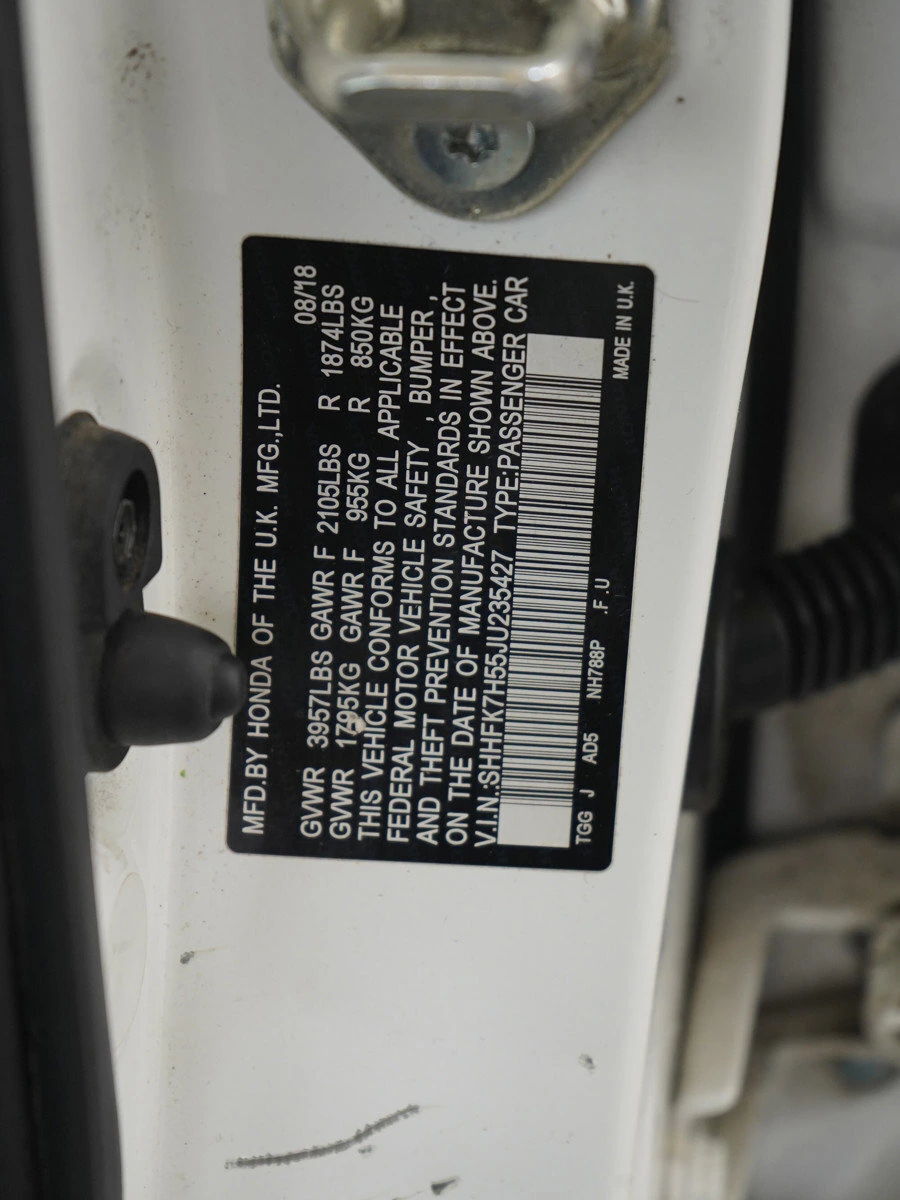 MFD.BY HONDA OF THE U.K. MFG.,LTD.
08/18
GVWR 3957LBS GAWR F 2105LBS R 1874LBS
GVWR 1795KG GAWR F 955KG R 850KG
THIS VEHICLE CONFORMS TO ALL APPLICABLE
FEDERAL MOTOR VEHICLE SAFETY , BUMPER ,
AND THEFT PREVENTION STANDARDS IN EFFECT
ON THE DATE OF MANUFACTURE SHOWN ABOVE.
V.I.N.:SHHFK7H55JU235427 TYPE:PASSENGER CAR
TGG J AD5 NH788P .F .U MADE IN U.K.